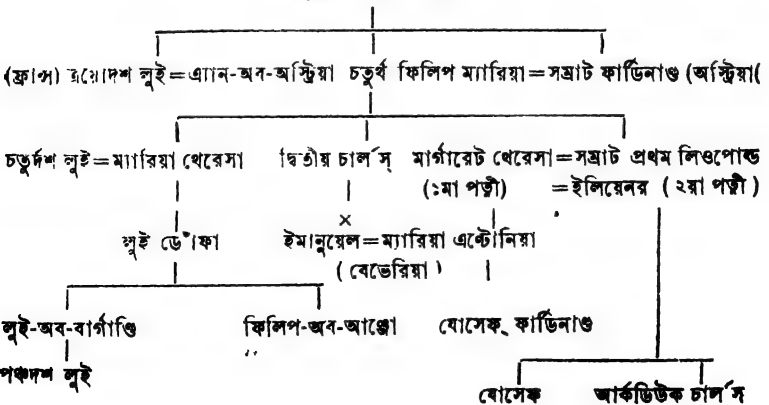 (ফ্রান্স) ত্রয়োদশ লুই = এ্যান-অব-অস্ট্রিয়া চতুর্থ ফিলিপ ম্যারিয়া = সম্রাট ফার্ডিনাণ্ড (অস্ট্রিয়া(
চতুর্দশ লুই = ম্যারিয়া থেরেসা দ্বিতীয় চার্লস্ মার্গারেট থেরেসা = সম্রাট প্রথম লিওপোল্ড
(১মা পত্নী) = ইলিয়েনর (২য়া পত্নী)
×
লুই ডোঁফা ইমানুয়েল = ম্যারিয়া এন্টোনিয়া
(বেভেরিয়া)
লুই-অব-বার্গাণ্ডি ফিলিপ-অব-আঞ্জো যোসেফ্ ফার্ডিনাণ্ড
পঞ্চদশ লুই
যোসেফ আর্কডিউক চার্লস